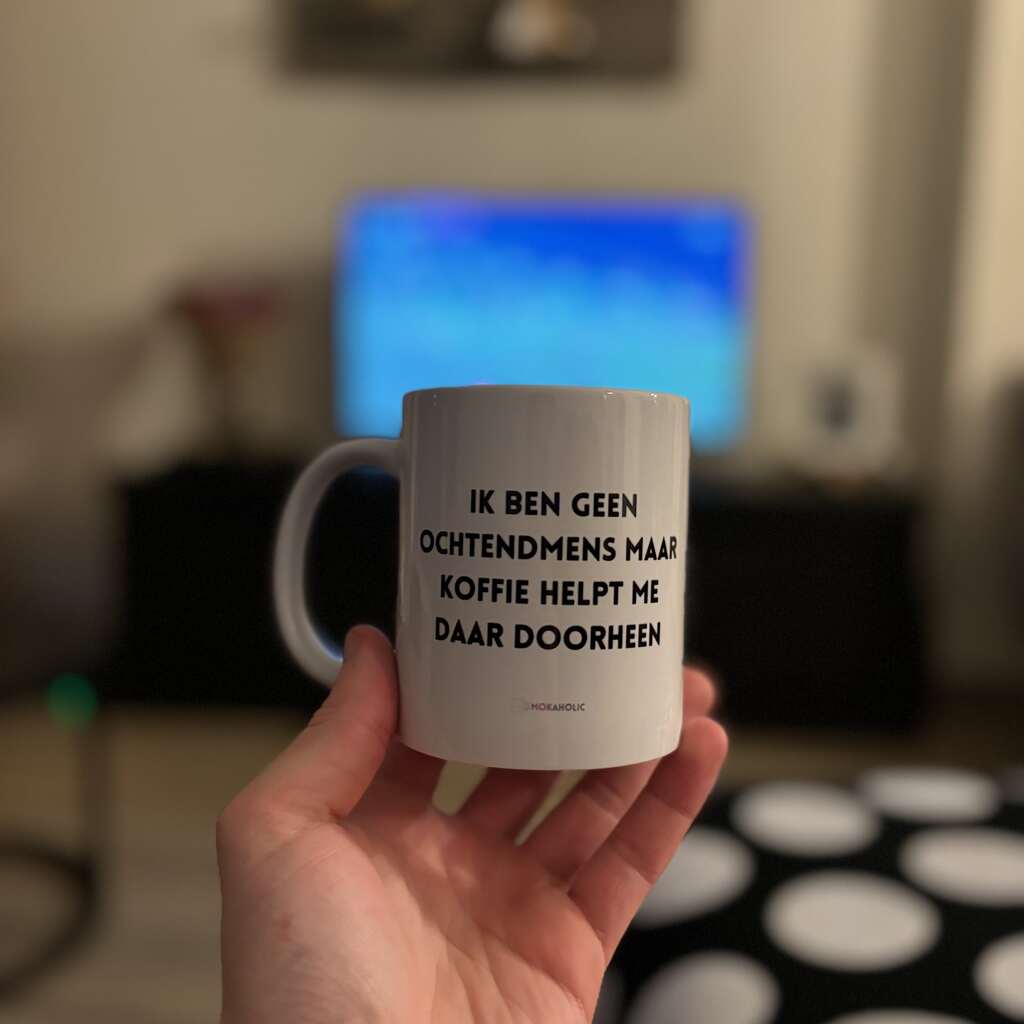 IK BEN GEEN
OCHTENDMENS MAAR
KOFFIE HELPT ME
DAAR DOORHEEN
MOKAHOLIC